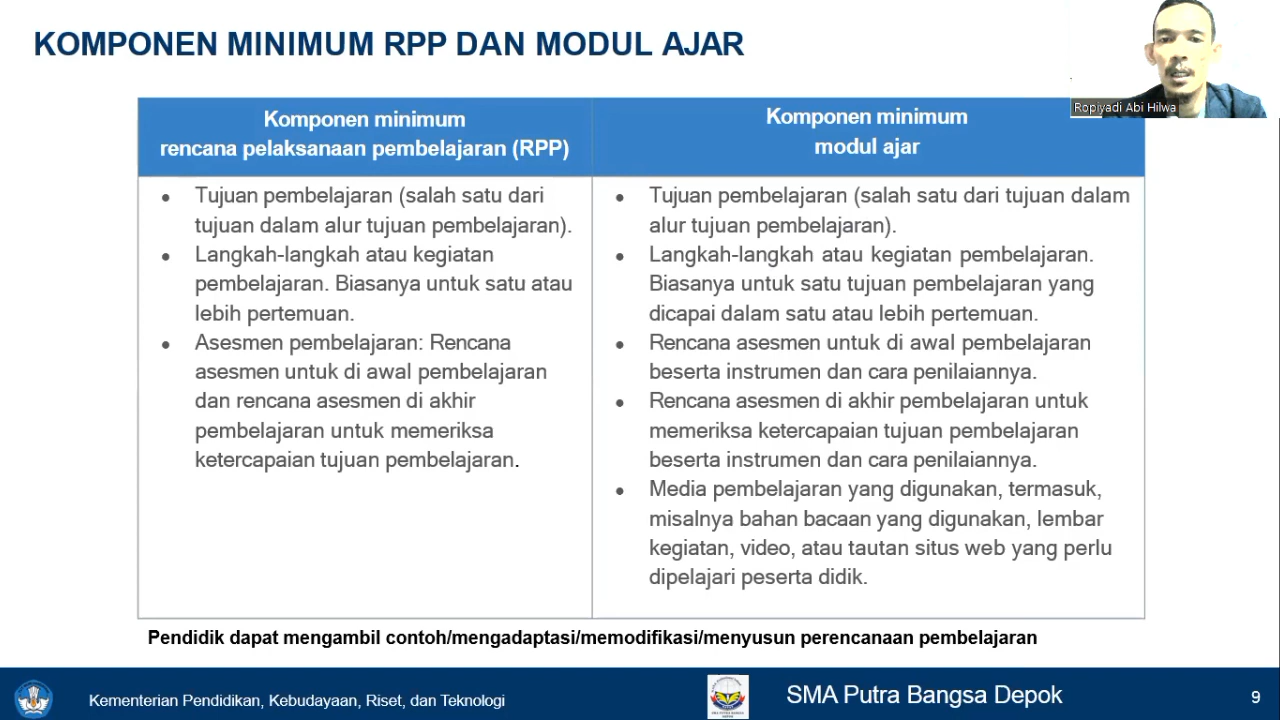 KOMPONEN MINIMUM RPP DAN MODUL AJAR
Ropiyadi Abi Hilwa
Komponen minimum
rencana pelaksanaan pembelajaran (RPP)
Tujuan pembelajaran (salah satu dari
tujuan dalam alur tujuan pembelajaran).
Langkah-langkah atau kegiatan
pembelajaran. Biasanya untuk satu atau
lebih pertemuan.
Asesmen pembelajaran: Rencana
asesmen untuk di awal pembelajaran
dan rencana asesmen di akhir
pembelajaran untuk memeriksa
ketercapaian tujuan pembelajaran.
Komponen minimum
modul ajar
Tujuan pembelajaran (salah satu dari tujuan dalam
alur tujuan pembelajaran).
Langkah-langkah atau kegiatan pembelajaran.
Biasanya untuk satu tujuan pembelajaran yang
dicapai dalam satu atau lebih pertemuan.
Rencana asesmen untuk di awal pembelajaran
beserta instrumen dan cara penilaiannya.
Rencana asesmen di akhir pembelajaran untuk
memeriksa ketercapaian tujuan pembelajaran
beserta instrumen dan cara penilaiannya.
Media pembelajaran yang digunakan, termasuk,
misalnya bahan bacaan yang digunakan, lembar
kegiatan, video, atau tautan situs web yang perlu
dipelajari peserta didik.
Pendidik dapat mengambil contoh/mengadaptasi/memodifikasi/menyusun perencanaan pembelajaran
Kementerian Pendidikan, Kebudayaan, Riset, dan Teknologi
SMA Putra Bangsa Depok
9